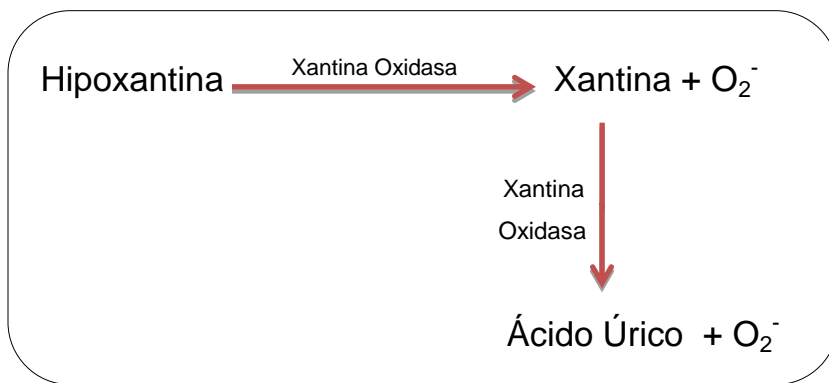 Hipoxantina
Xantina Oxidasa
Xantina + O₂⁻
Xantina
Oxidasa
Ácido Úrico + O₂⁻